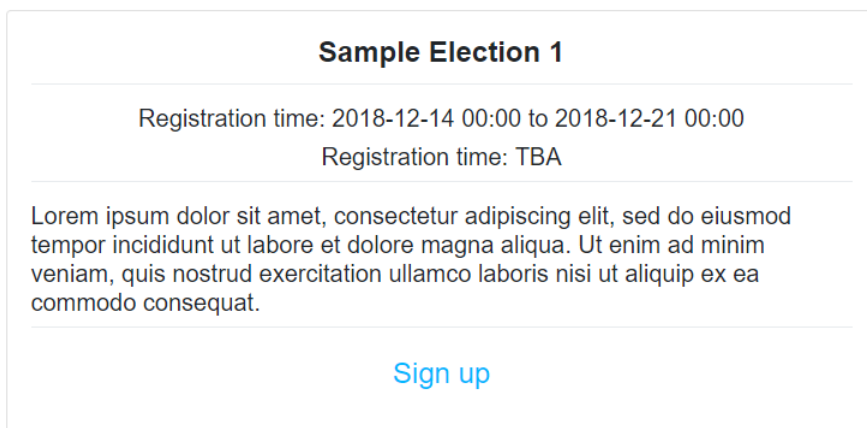 Sample Election 1
Registration time: 2018-12-14 00:00 to 2018-12-21 00:00
Registration time: TBA
Lorem ipsum dolor sit amet, consectetur adipiscing elit, sed do eiusmod
tempor incididunt ut labore et dolore magna aliqua. Ut enim ad minim
veniam, quis nostrud exercitation ullamco laboris nisi ut aliquip ex ea
commodo consequat.
Sign up